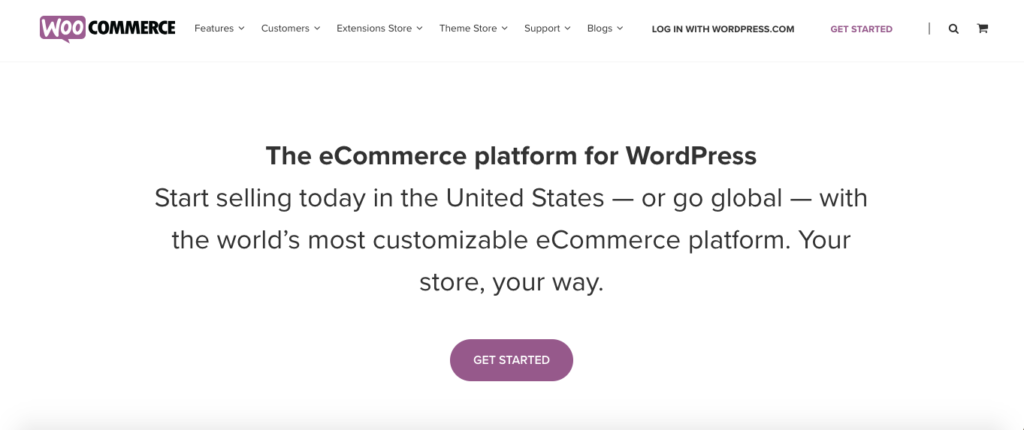 WOO COMMERCE Features Customers Extensions Store Theme Store Support Blogs LOG IN WITH WORDPRESS.COM GET STARTED
The eCommerce platform for WordPress
Start selling today in the United States — or go global — with
the world’s most customizable eCommerce platform. Your
store, your way.
GET STARTED